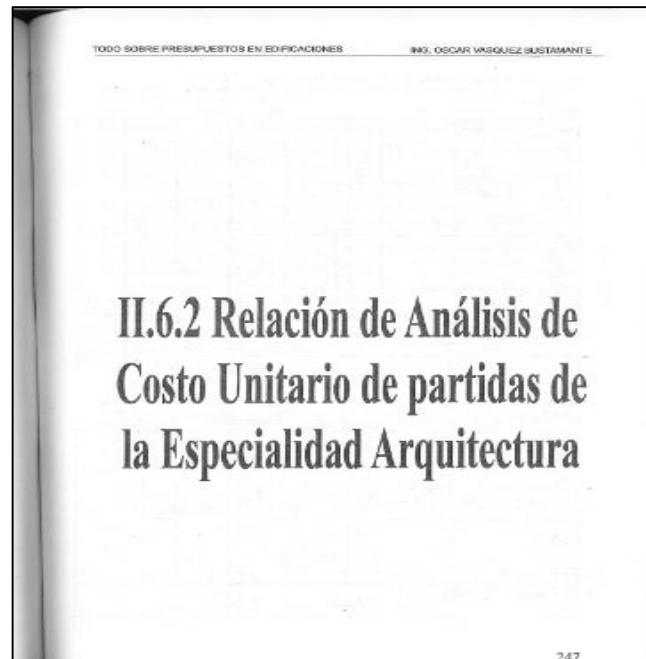 TODO SOBRE PRESUPUESTOS EN EDIFICACIONES ING. OSCAR VASQUEZ BUSTAMANTE
II.6.2 Relación de Análisis de
Costo Unitario de partidas de
la Especialidad Arquitectura
247